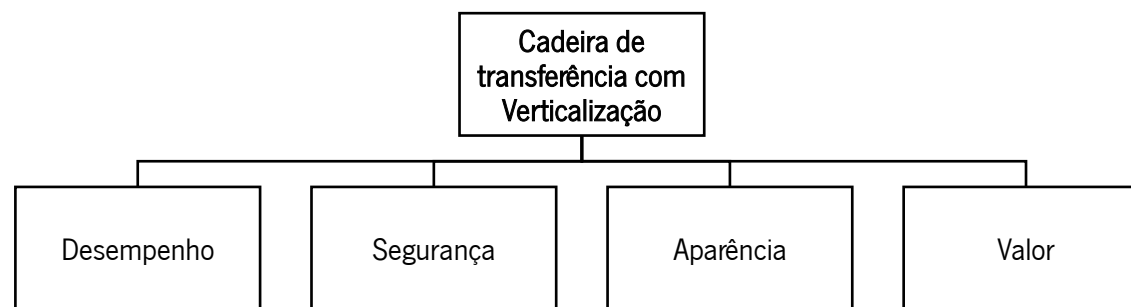 Cadeira de
transferência com
Verticalização
Desempenho
Segurança
Aparência
Valor